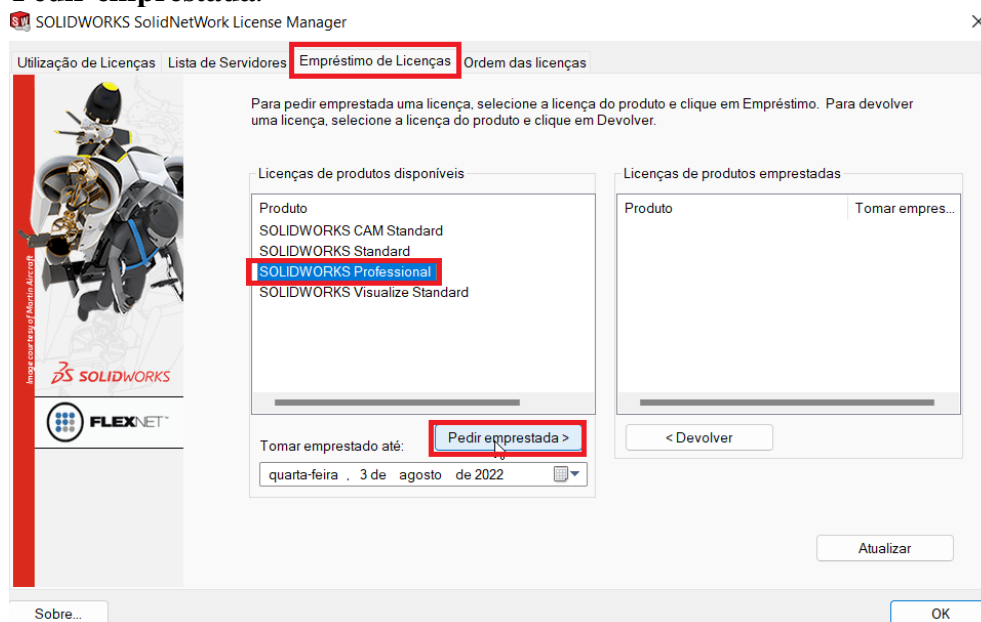 Pedir emprestada.
SOLIDWORKS SolidNetWork License Manager
Utilização de Licenças Lista de Servidores Empréstimo de Licenças Ordem das licenças
Para pedir emprestada uma licença, selecione a licença do produto e clique em Empréstimo. Para devolver
uma licença, selecione a licença do produto e clique em Devolver.
Licenças de produtos disponíveis
Produto
SOLIDWORKS CAM Standard
SOLIDWORKS Standard
SOLIDWORKS Professional
SOLIDWORKS Visualize Standard
Licenças de produtos emprestadas
Produto Tomar empres...
Image courtesy of Martin Aircraft
SOLIDWORKS
FLEXNET
Tomar emprestado até:
Pedir emprestada >
< Devolver
quarta-feira , 3 de agosto de 2022
Atualizar
Sobre...
OK